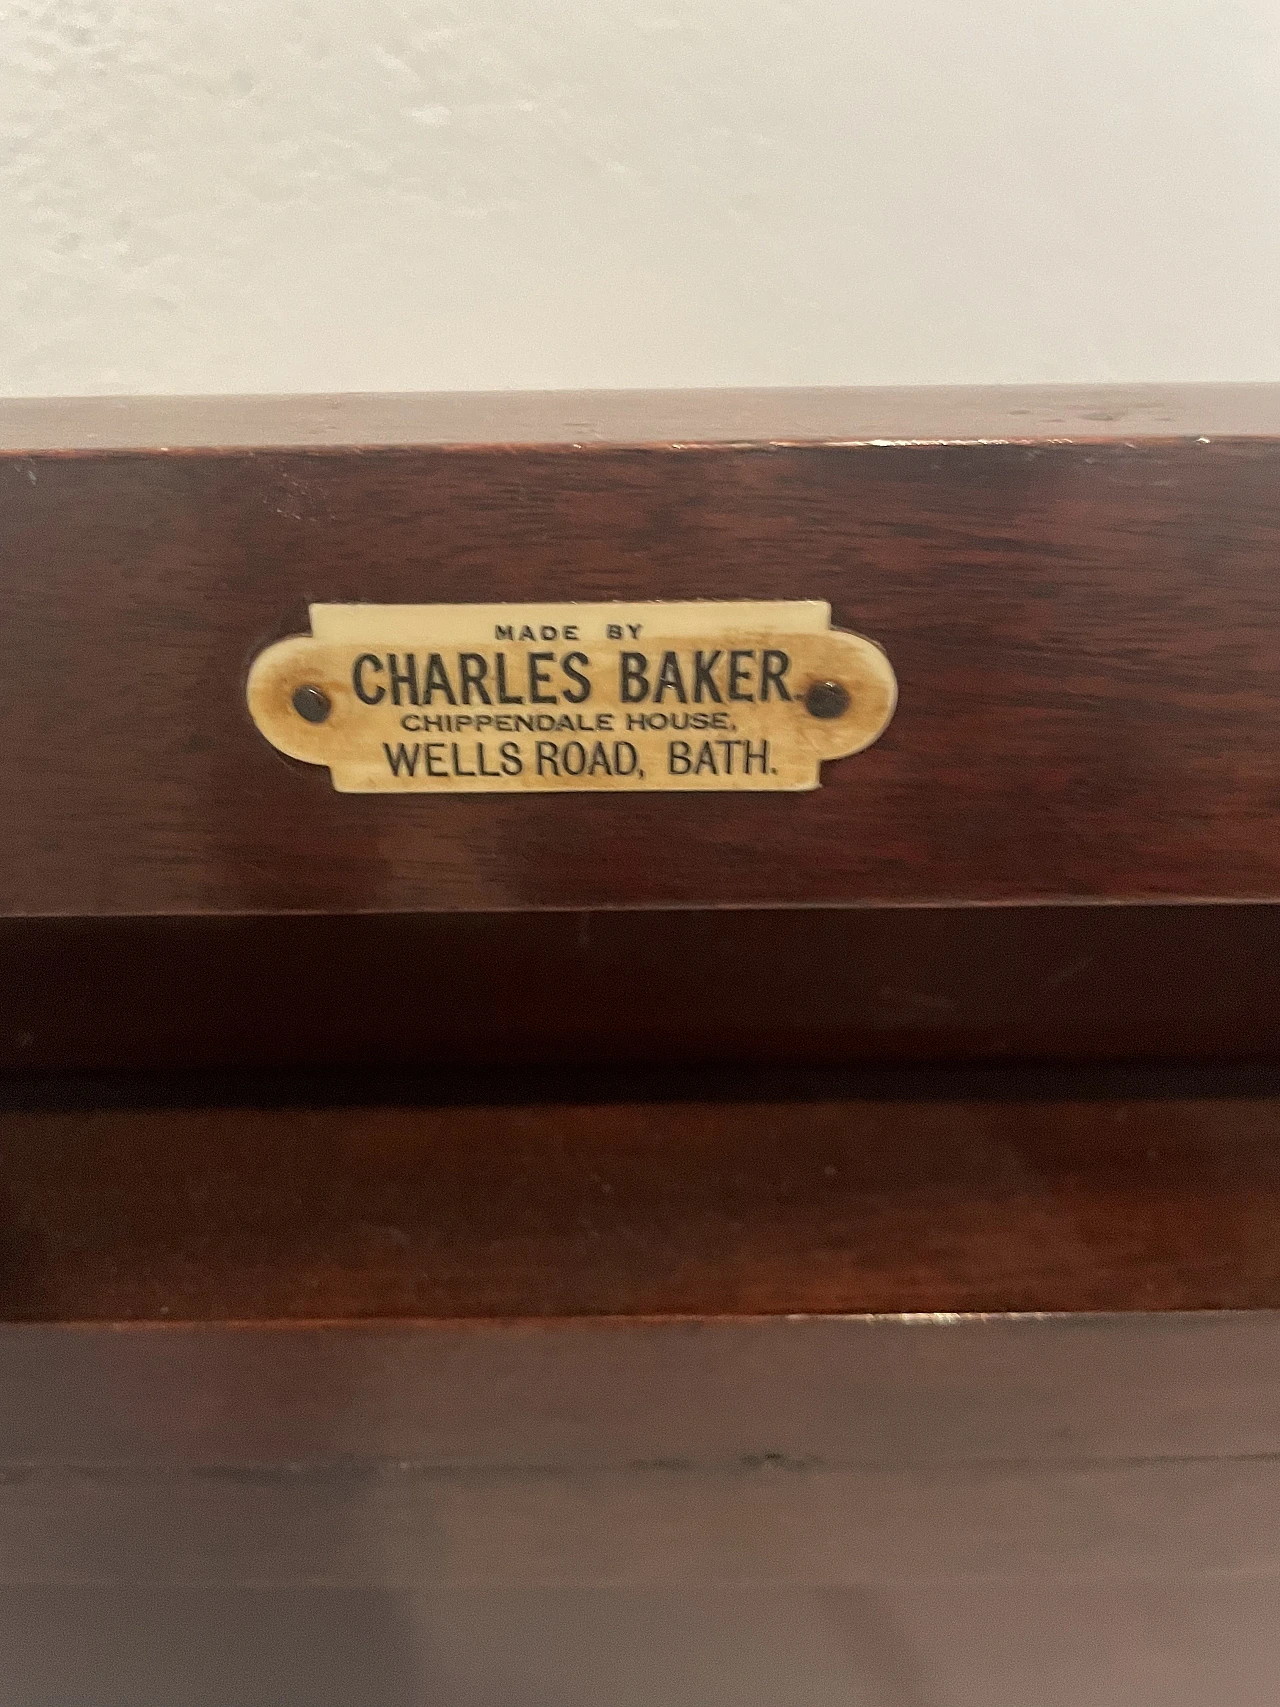 MADE BY
CHARLES BAKER.
CHIPPENDALE HOUSE,
WELLS ROAD, BATH.